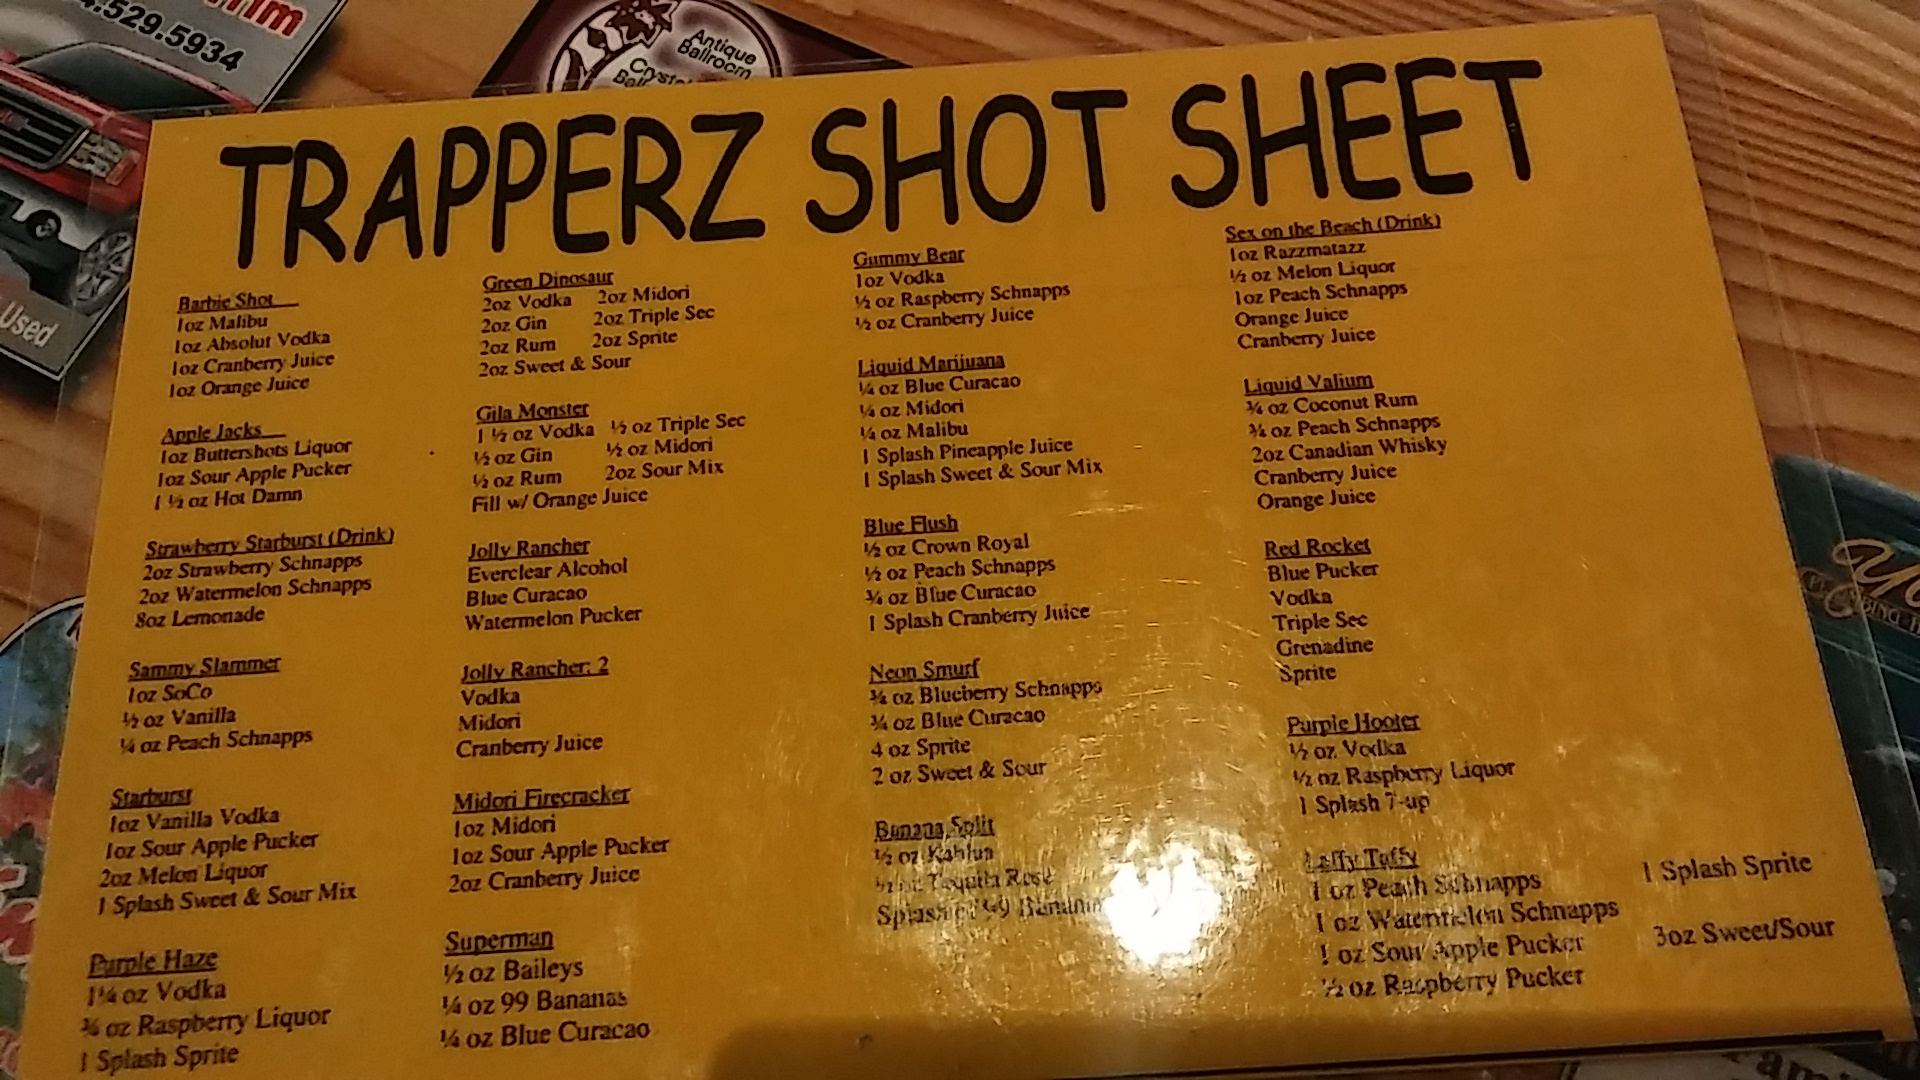 .529.5934
Used
Antique
Ballroom
TRAPPERZ SHOT SHEET
Barbie Shot
1oz Malibu
1oz Absolut Vodka
1oz Cranberry Juice
1oz Orange Juice
Apple Jacks
1oz Buttershots Liquor
1oz Sour Apple Pucker
1 ½ oz Hot Damn
Strawberry Starburst (Drink)
2oz Strawberry Schnapps
2oz Watermelon Schnapps
8oz Lemonade
Sammy Slammer
1oz SoCo
½ oz Vanilla
¼ oz Peach Schnapps
Starburst
1oz Vanilla Vodka
1oz Sour Apple Pucker
2oz Melon Liquor
1 Splash Sweet & Sour Mix
Purple Haze
1¼ oz Vodka
¾ oz Raspberry Liquor
1 Splash Sprite
Green Dinosaur
2oz Vodka 2oz Midori
2oz Gin 2oz Triple Sec
2oz Rum 2oz Sprite
2oz Sweet & Sour
Gila Monster
1 ½ oz Vodka ½ oz Triple Sec
½ oz Gin ½ oz Midori
½ oz Rum 2oz Sour Mix
Fill w/ Orange Juice
Jolly Rancher
Everclear Alcohol
Blue Curacao
Watermelon Pucker
Jolly Rancher: 2
Vodka
Midori
Cranberry Juice
Midori Firecracker
1oz Midori
1oz Sour Apple Pucker
2oz Cranberry Juice
Superman
½ oz Baileys
¼ oz 99 Bananas
¼ oz Blue Curacao
Gummy Bear
1oz Vodka
½ oz Raspberry Schnapps
½ oz Cranberry Juice
Liquid Marijuana
¼ oz Blue Curacao
¼ oz Midori
¼ oz Malibu
1 Splash Pineapple Juice
1 Splash Sweet & Sour Mix
Blue Flush
½ oz Crown Royal
½ oz Peach Schnapps
¾ oz Blue Curacao
1 Splash Cranberry Juice
Neon Smurf
¾ oz Blueberry Schnapps
¾ oz Blue Curacao
4 oz Sprite
2 oz Sweet & Sour
Banana Split
½ oz Kahlua
½ oz Tequila Rose
Splash of 99
Sex on the Beach (Drink)
1oz Razzmatazz
½ oz Melon Liquor
1oz Peach Schnapps
Orange Juice
Cranberry Juice
Liquid Valium
¾ oz Coconut Rum
¾ oz Peach Schnapps
2oz Canadian Whisky
Cranberry Juice
Orange Juice
Red Rocket
Blue Pucker
Vodka
Triple Sec
Grenadine
Sprite
Purple Hooter
½ oz Vodka
½ oz Raspberry Liquor
1 Splash 7-up
Laffy Taffy
1 oz Peach Schnapps 1 Splash Sprite
1 oz Watermelon Schnapps
1 oz Sour Apple Pucker 3oz Sweet/Sour
½ oz Raspberry Pucker